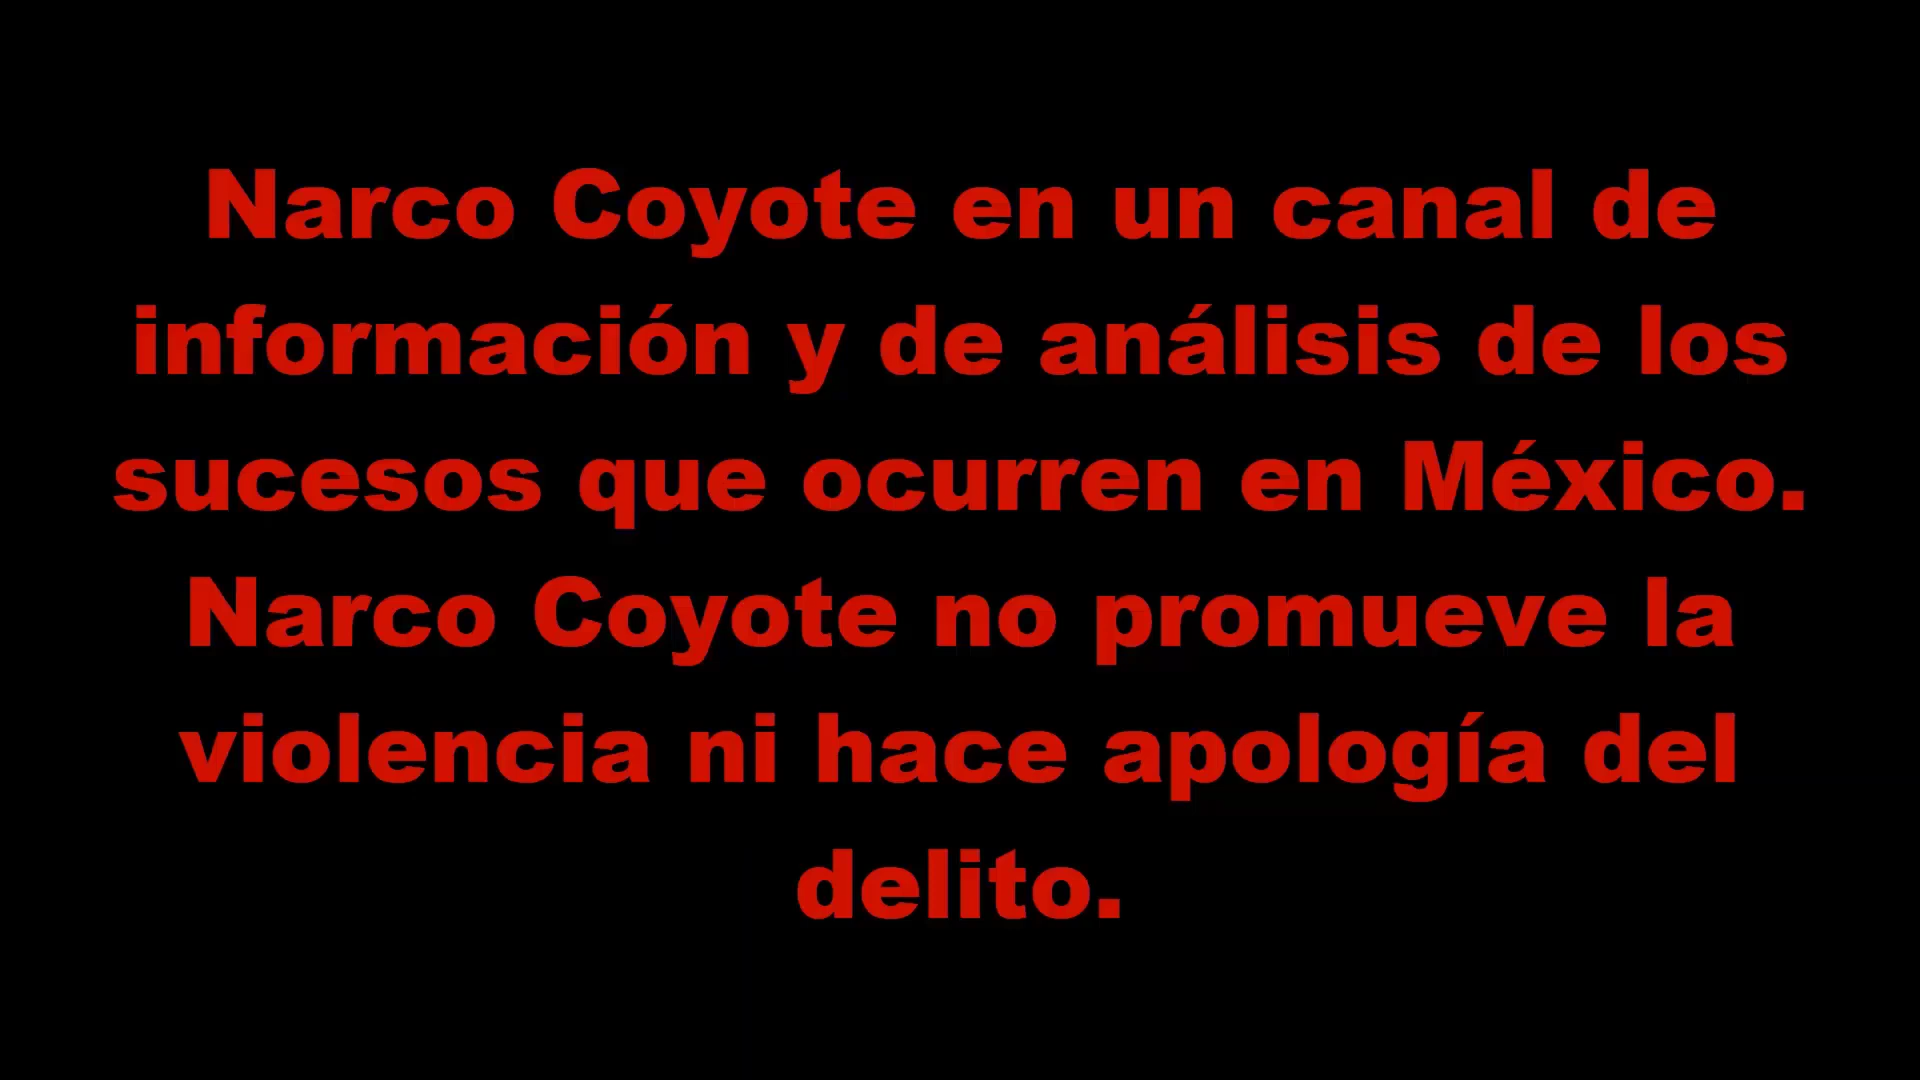 Narco Coyote en un canal de
información y de análisis de los
sucesos que ocurren en México.
Narco Coyote no promueve la
violencia ni hace apología del
delito.